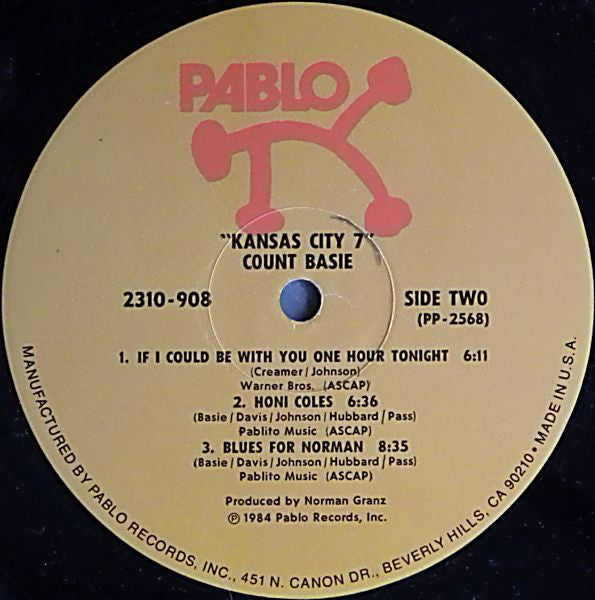 PABLO
"KANSAS CITY 7"
COUNT BASIE
2310-908
SIDE TWO
(PP-2568)
1. IF I COULD BE WITH YOU ONE HOUR TONIGHT 6:11
(Creamer/Johnson)
Warner Bros. (ASCAP)
2. HONI COLES 6:36
(Basie/Davis/Johnson/Hubbard/Pass)
Pablito Music (ASCAP)
3. BLUES FOR NORMAN 8:35
(Basie/Davis/Johnson/Hubbard/Pass)
Pablito Music (ASCAP)
Produced by Norman Granz
℗ 1984 Pablo Records, Inc.
MANUFACTURED BY PABLO RECORDS, INC., 451 N. CANON DR., BEVERLY HILLS, CA 90210 • MADE IN U.S.A.